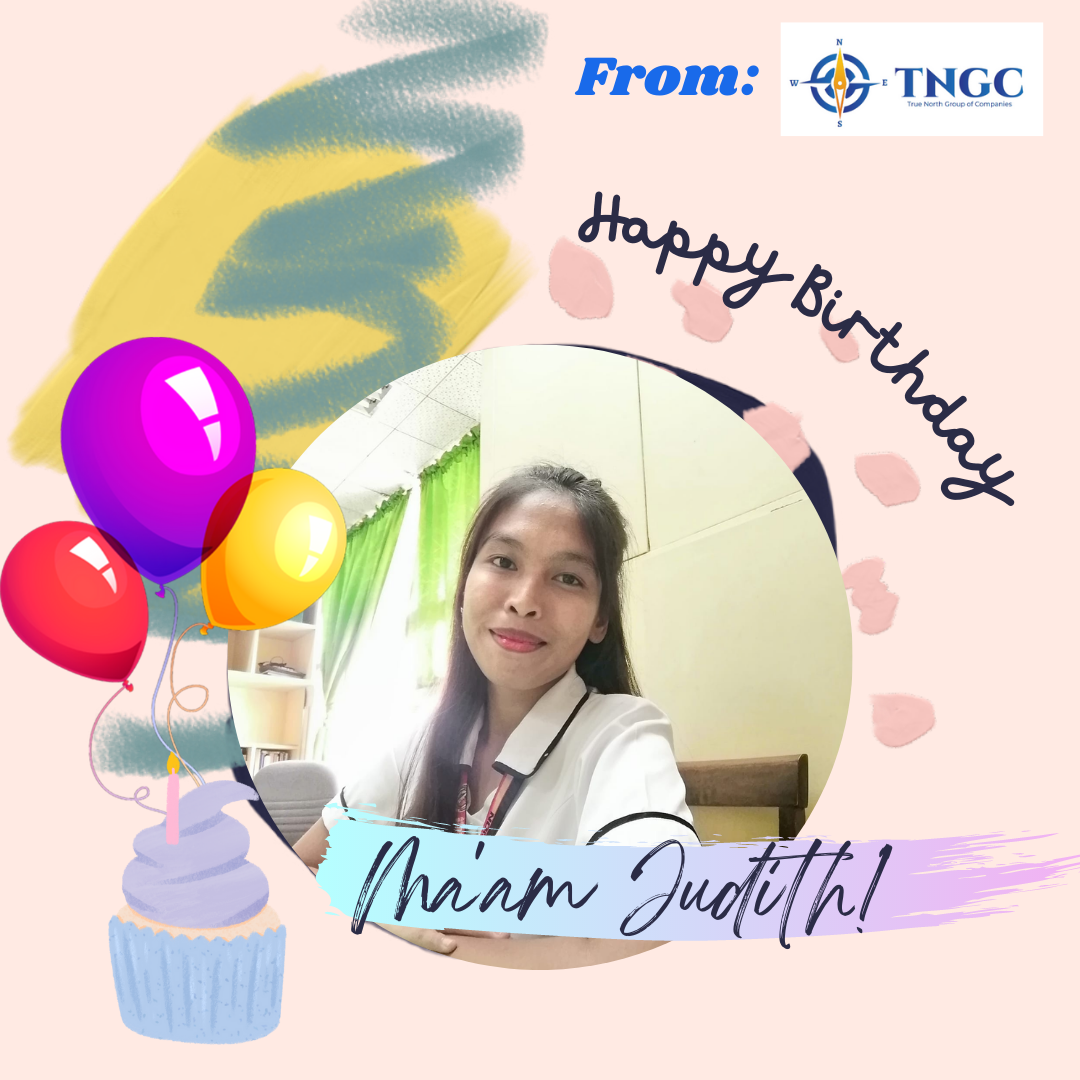 From:
N
W E
TNGC
True North Group of Companies
S
Happy Birthday
Ma'am Judith!